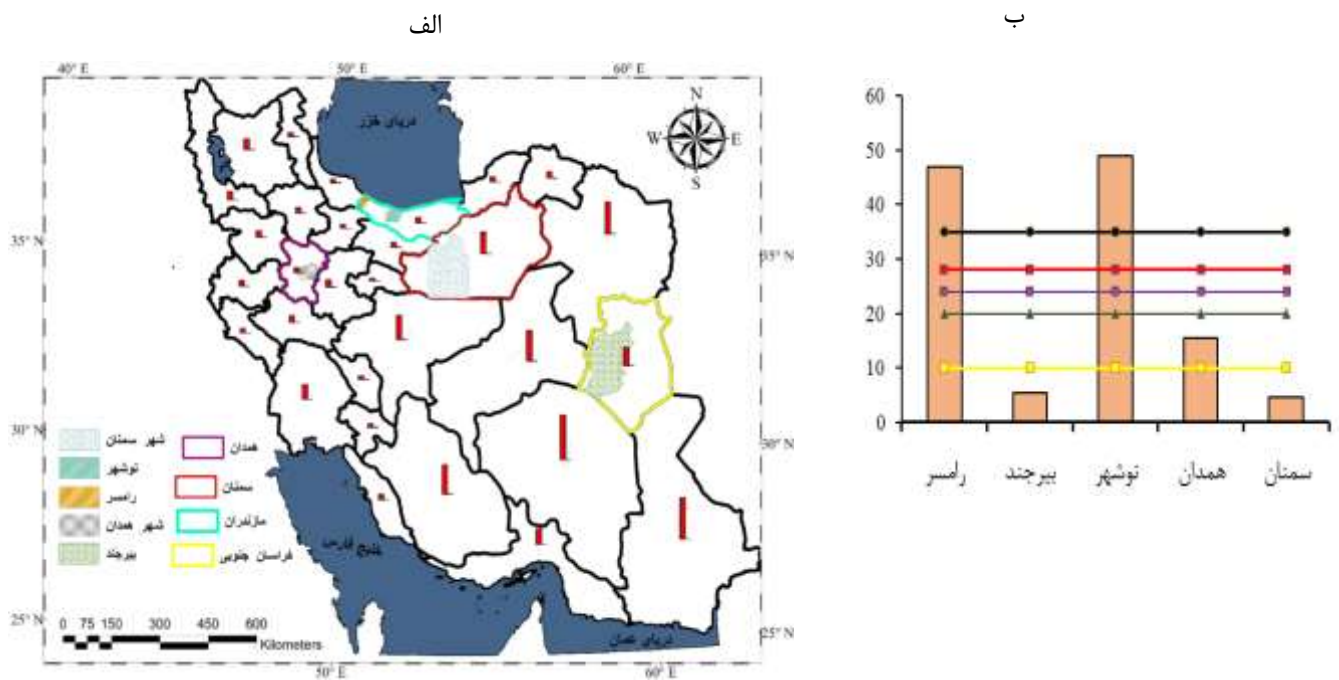 الف
ب
40° E
50° E
60° E
دریای خزر
N
W
E
S
35° N
35° N
30° N
30° N
25° N
25° N
شهر سمنان
نوشهر
رامسر
شهر همدان
بیرجند
همدان
سمنان
مازندران
خراسان جنوبی
خلیج فارس
دریای عمان
0 75 150 300 450 600
Kilometers
50° E
60° E
60
50
40
30
20
10
0
رامسر
بیرجند
نوشهر
همدان
سمنان